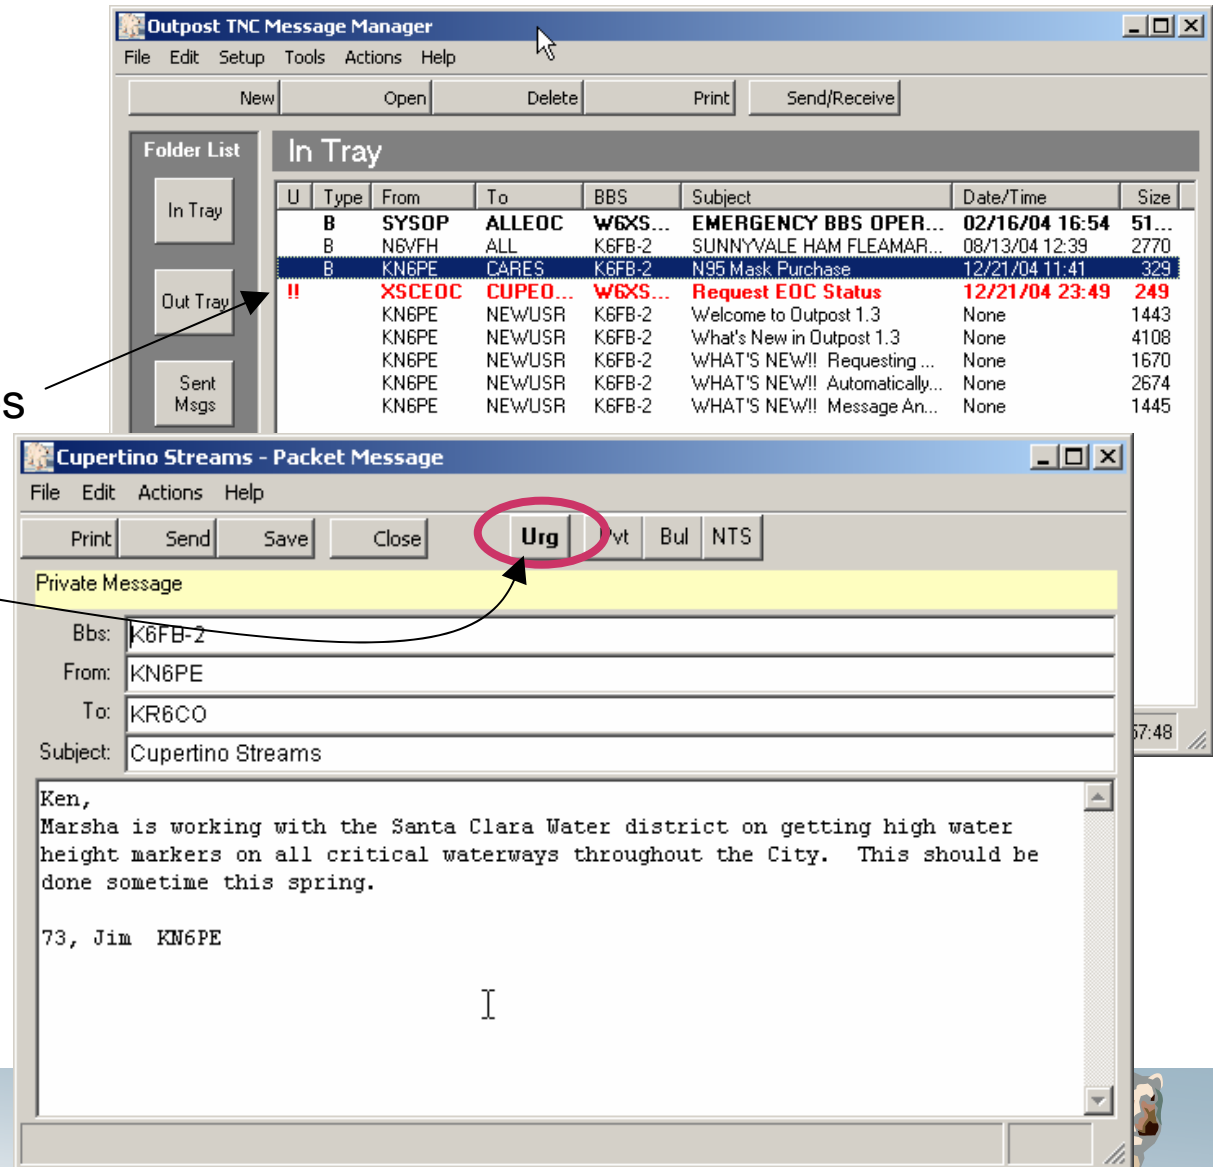 Outpost TNC Message Manager
File Edit Setup Tools Actions Help
New Open Delete Print Send/Receive
Folder List
In Tray
Out Tray
Sent
Msgs
In Tray
U Type From To BBS Subject Date/Time Size
B SYSOP ALLEOC W6XS... EMERGENCY BBS OPER... 02/16/04 16:54 51...
B N6VFH ALL K6FB-2 SUNNYVALE HAM FLEAMAR... 08/13/04 12:39 2770
B KN6PE CARES K6FB-2 N95 Mask Purchase 12/21/04 11:41 329
!! XSCEOC CUPEO... W6XS... Request EOC Status 12/21/04 23:49 249
KN6PE NEWUSR K6FB-2 Welcome to Outpost 1.3 None 1443
KN6PE NEWUSR K6FB-2 What's New in Outpost 1.3 None 4108
KN6PE NEWUSR K6FB-2 WHAT'S NEW!! Requesting ... None 1670
KN6PE NEWUSR K6FB-2 WHAT'S NEW!! Automatically... None 2674
KN6PE NEWUSR K6FB-2 WHAT'S NEW!! Message An... None 1445
s
57:48
Cupertino Streams - Packet Message
File Edit Actions Help
Print Send Save Close Urg vt Bul NTS
Private Message
Bbs: K6FB-2
From: KN6PE
To: KR6CO
Subject: Cupertino Streams
Ken,
Marsha is working with the Santa Clara Water district on getting high water
height markers on all critical waterways throughout the City. This should be
done sometime this spring.
73, Jim KN6PE